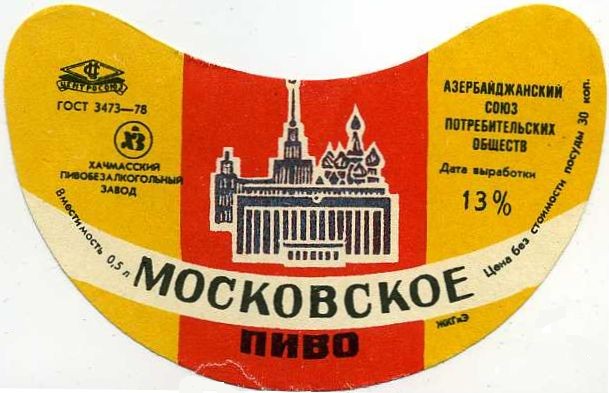 ЦЕНТРОСОЮЗ
ГОСТ 3473—78
ХАЧМАССКИЙ
ПИВОБЕЗАЛКОГОЛЬНЫЙ
ЗАВОД
Вместимость 0,5 л
АЗЕРБАЙДЖАНСКИЙ
СОЮЗ
ПОТРЕБИТЕЛЬСКИХ
ОБЩЕСТВ
Дата выработки
13%
Цена без стоимости посуды 30 коп.
МОСКОВСКОЕ
ПИВО